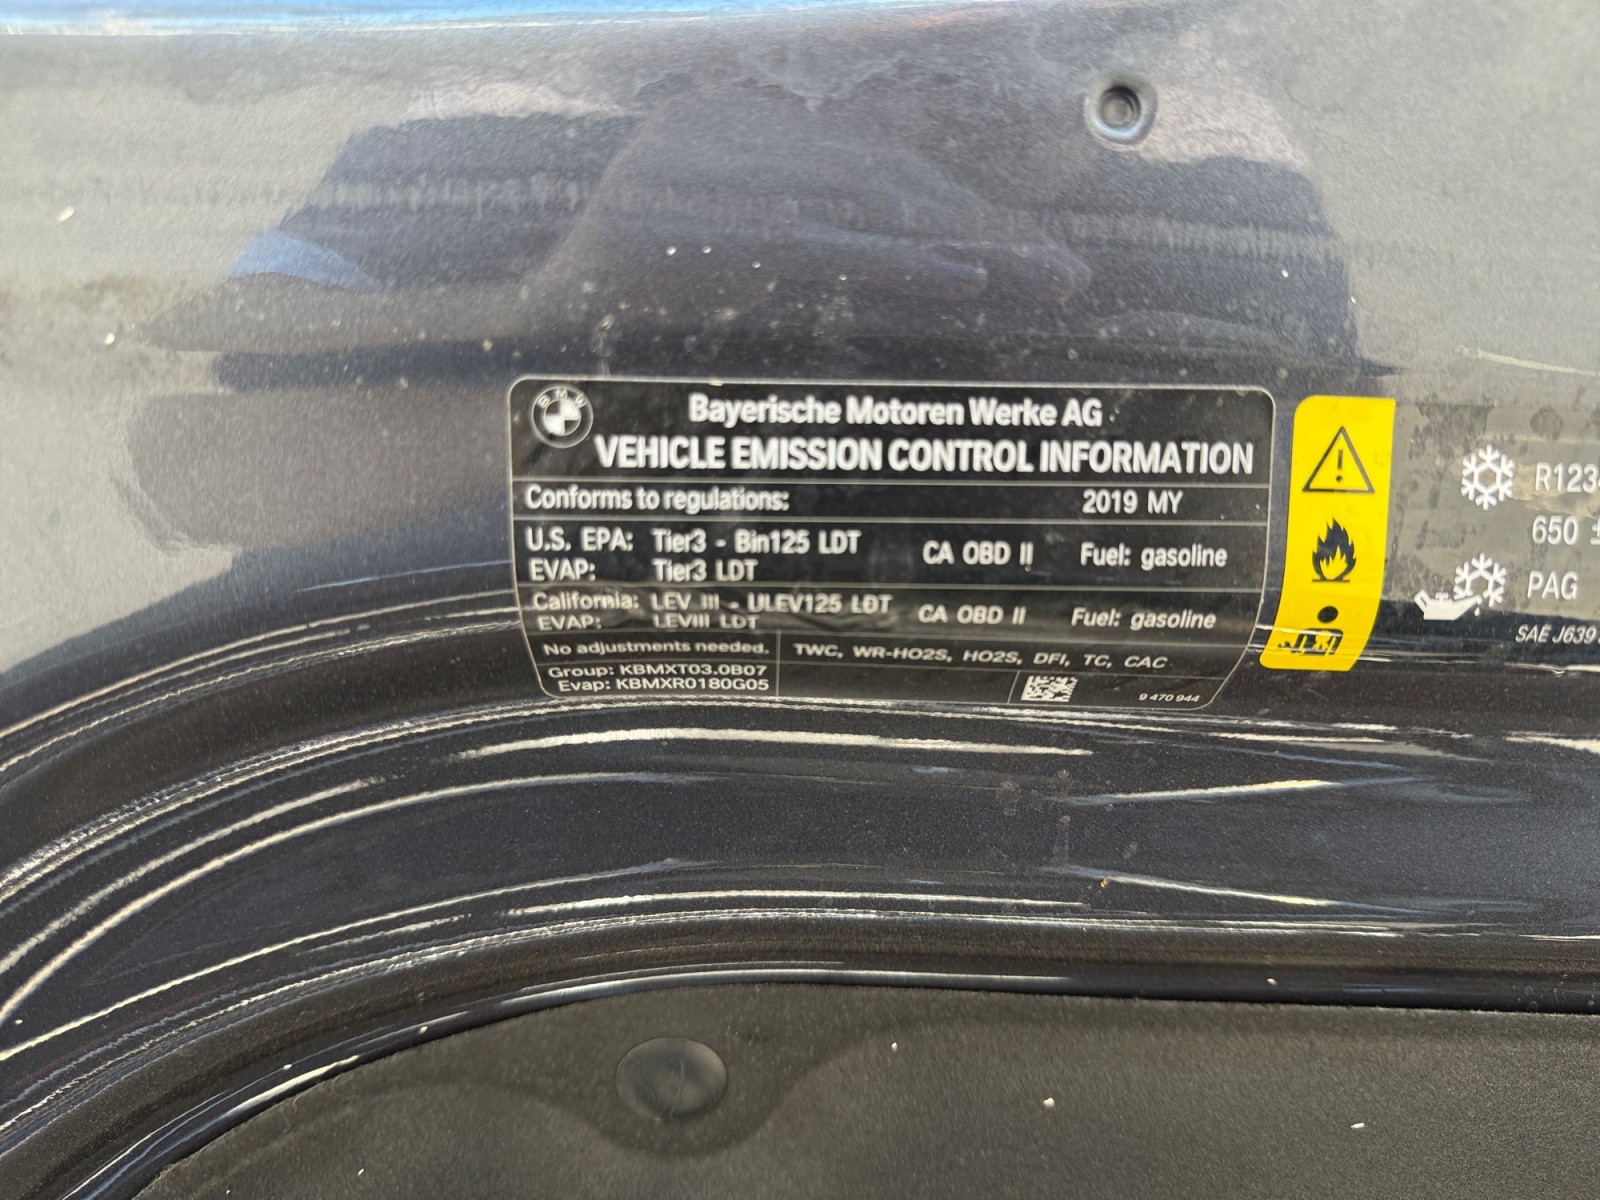 BMW
Bayerische Motoren Werke AG
VEHICLE EMISSION CONTROL INFORMATION
Conforms to regulations: 2019 MY
U.S. EPA: Tier3 - Bin125 LDT CA OBD II Fuel: gasoline
EVAP: Tier3 LDT
California: LEV III - ULEV125 LDT CA OBD II Fuel: gasoline
EVAP: LEVIII LDT
No adjustments needed. TWC, WR-HO2S, HO2S, DFI, TC, CAC
Group: KBMXT03.0B07
Evap: KBMXR0180G05
9 470 944
R1234
650 ±
PAG
SAE J639